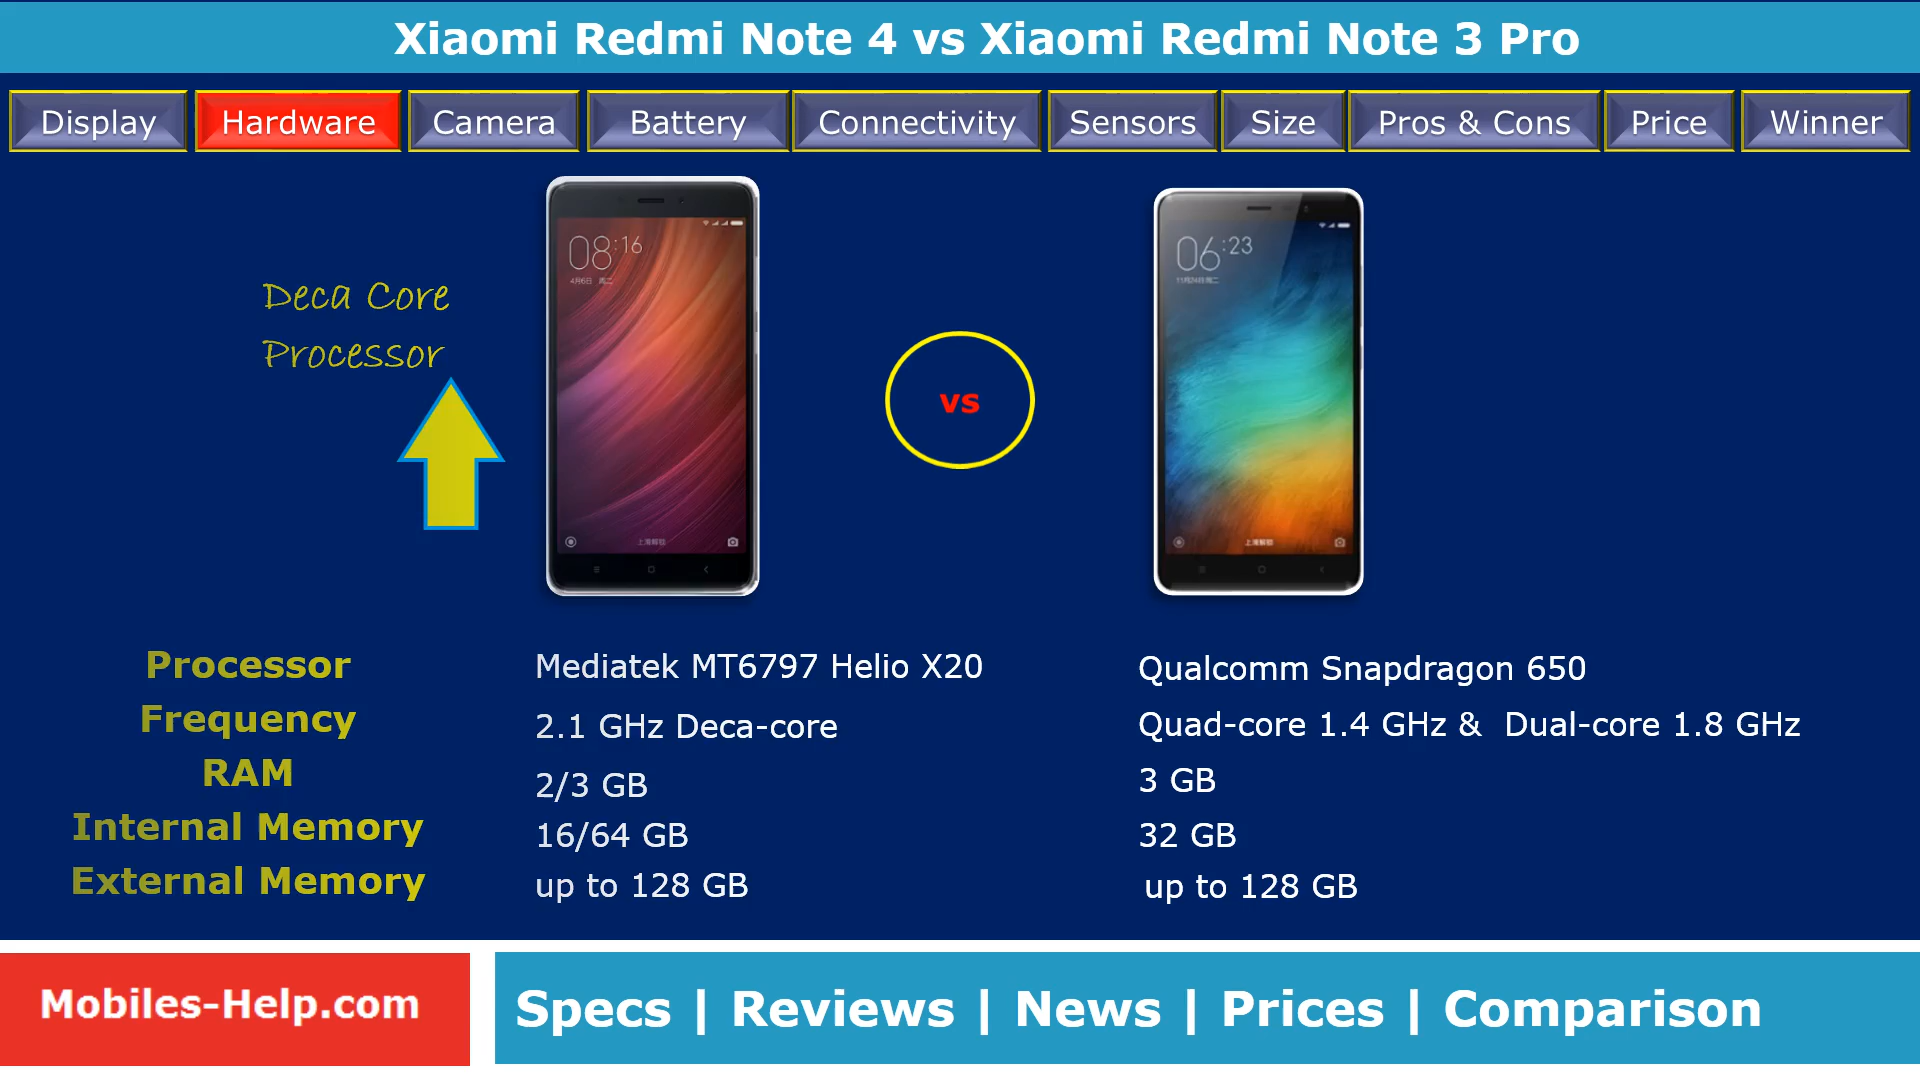 Xiaomi Redmi Note 4 vs Xiaomi Redmi Note 3 Pro
Display Hardware Camera Battery Connectivity Sensors Size Pros & Cons Price Winner
08:16
06:23
Deca Core
Processor
vs
Processor Mediatek MT6797 Helio X20 Qualcomm Snapdragon 650
Frequency 2.1 GHz Deca-core Quad-core 1.4 GHz & Dual-core 1.8 GHz
RAM 2/3 GB 3 GB
Internal Memory 16/64 GB 32 GB
External Memory up to 128 GB up to 128 GB
Mobiles-Help.com Specs | Reviews | News | Prices | Comparison